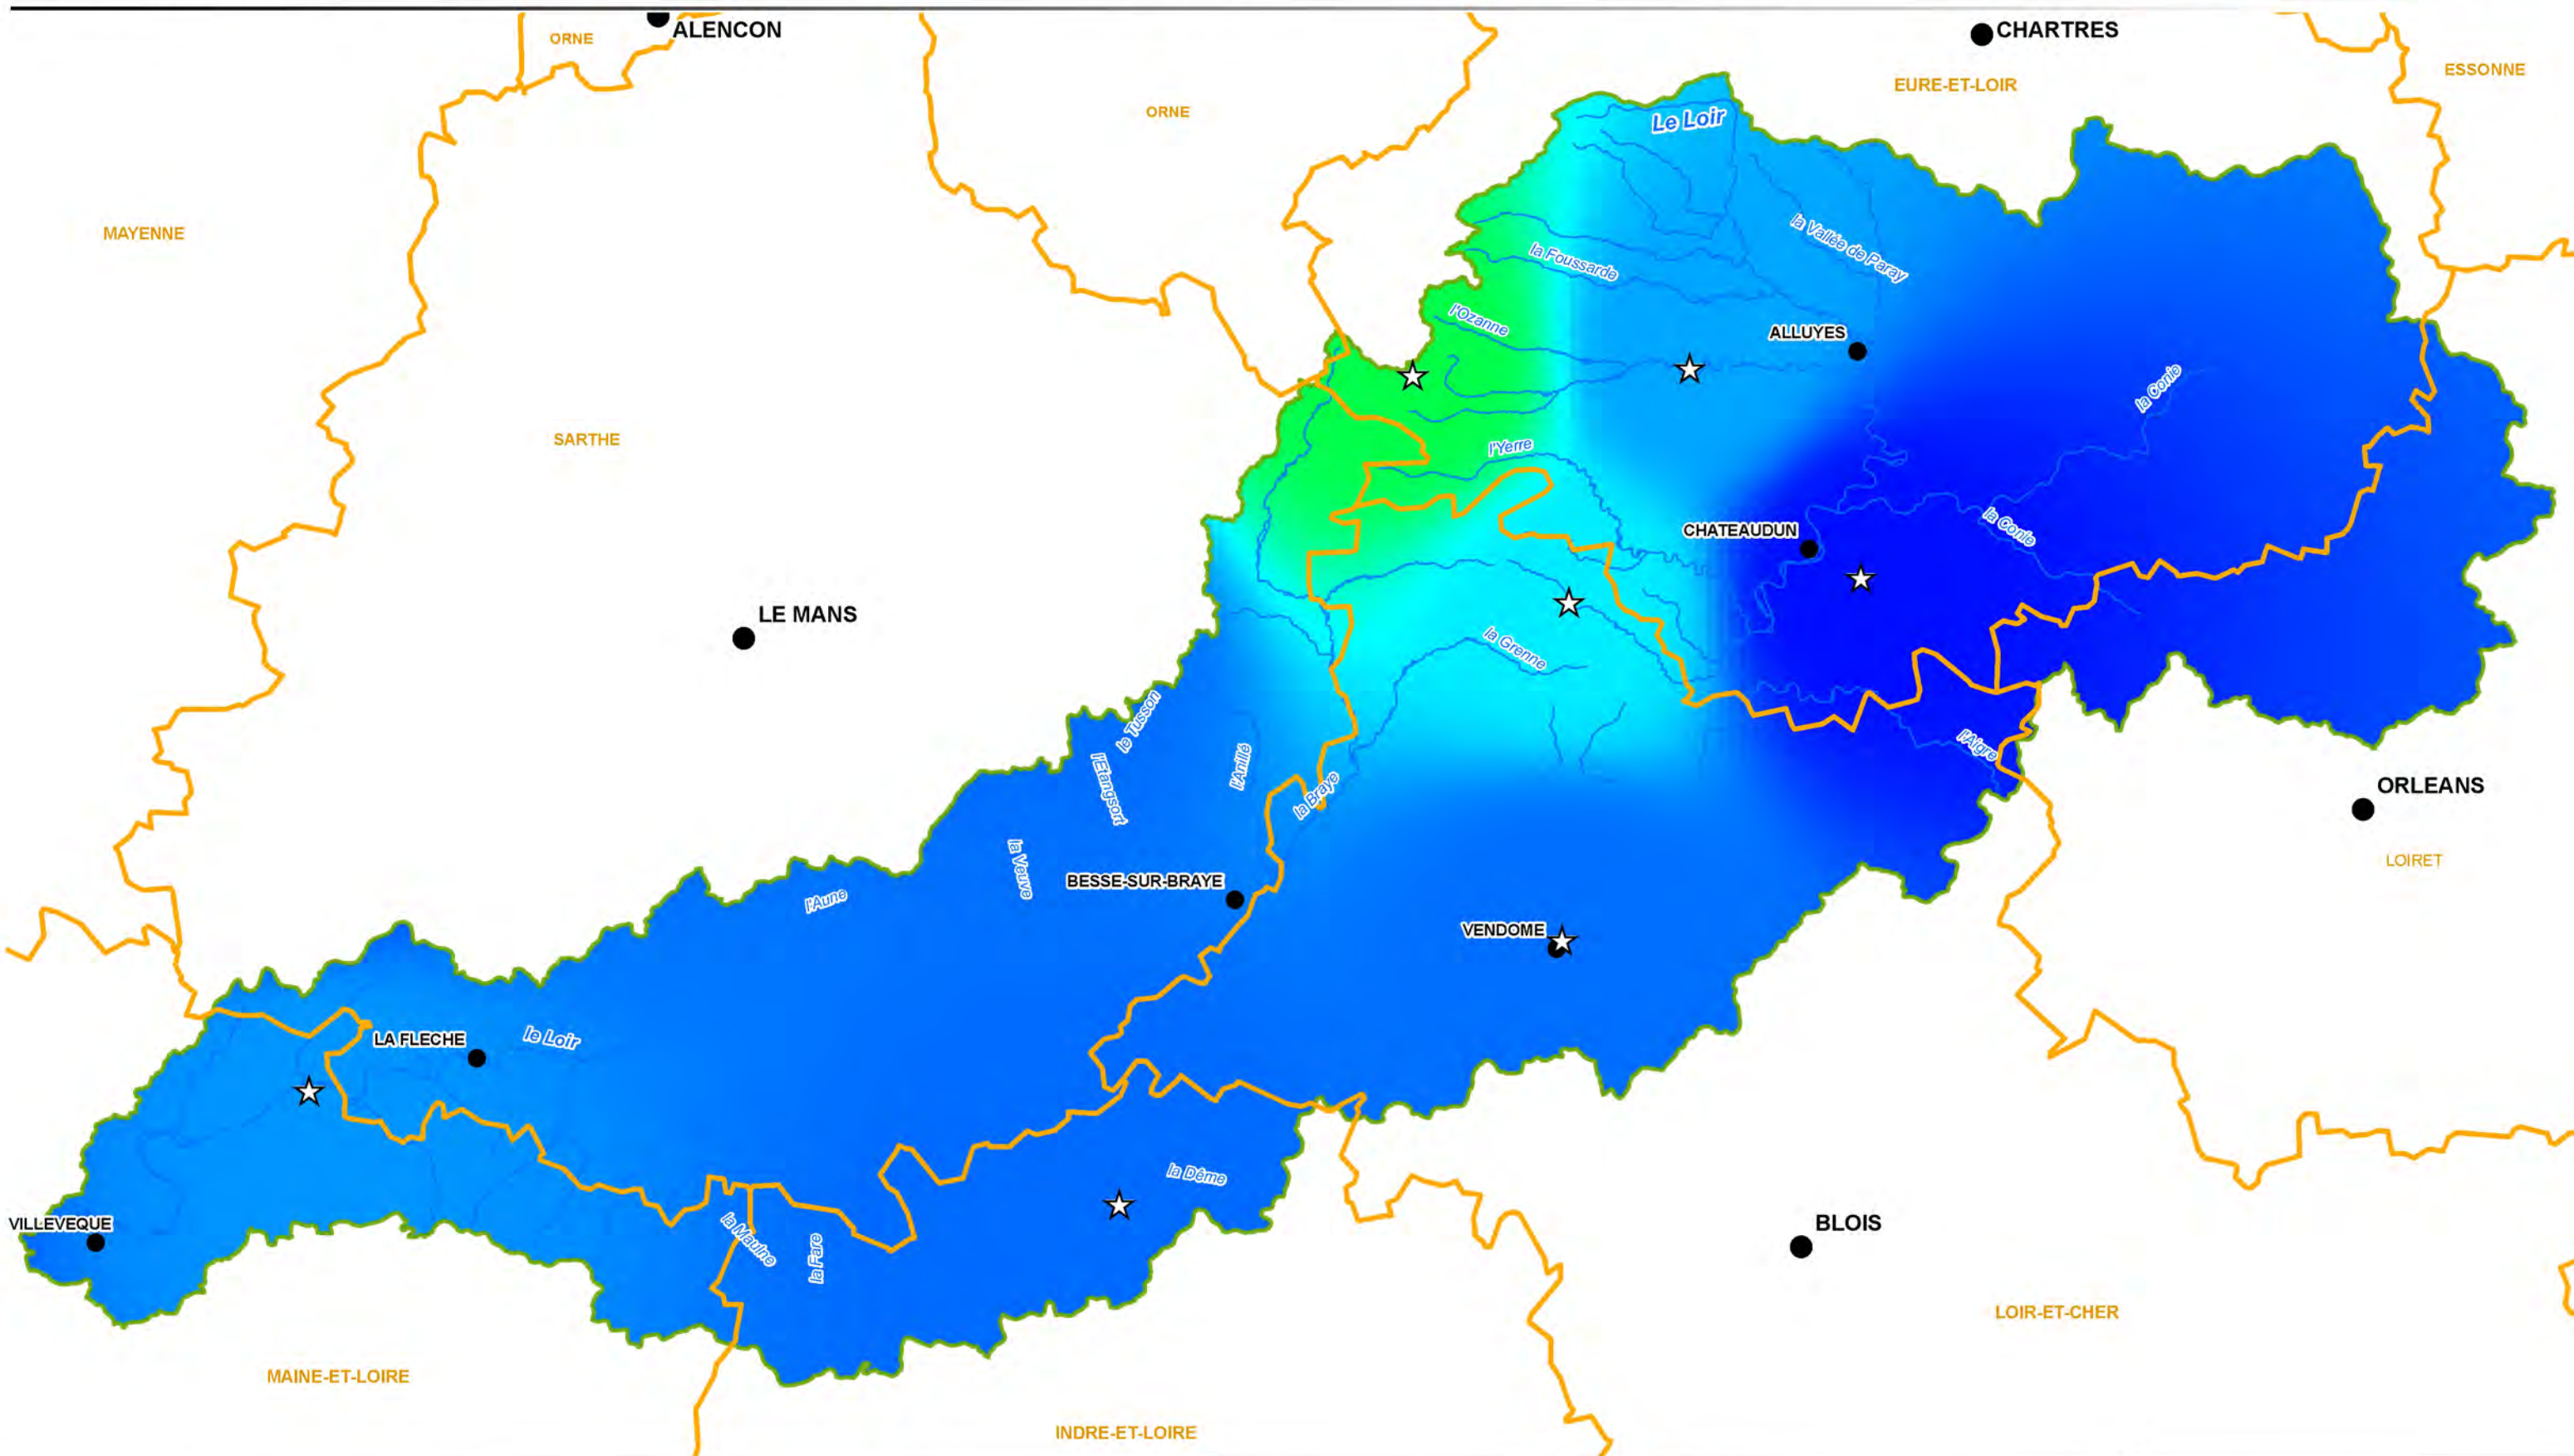 ALENCON
ORNE
CHARTRES
ESSONNE
EURE-ET-LOIR
ORNE
Le Loir
MAYENNE
la Vallée de Paray
la Foussarde
l'Ozanne
ALLUYES
la Conie
SARTHE
l'Yerre
CHATEAUDUN
la Conie
LE MANS
la Grenne
le Tusson
l'Etangsort
l'Anille
la Braye
l'Aigre
ORLEANS
LOIRET
la Veuve
BESSE-SUR-BRAYE
l'Aune
VENDOME
LA FLECHE
le Loir
la Dême
VILLEVEQUE
la Maulne
la Fare
BLOIS
LOIR-ET-CHER
MAINE-ET-LOIRE
INDRE-ET-LOIRE